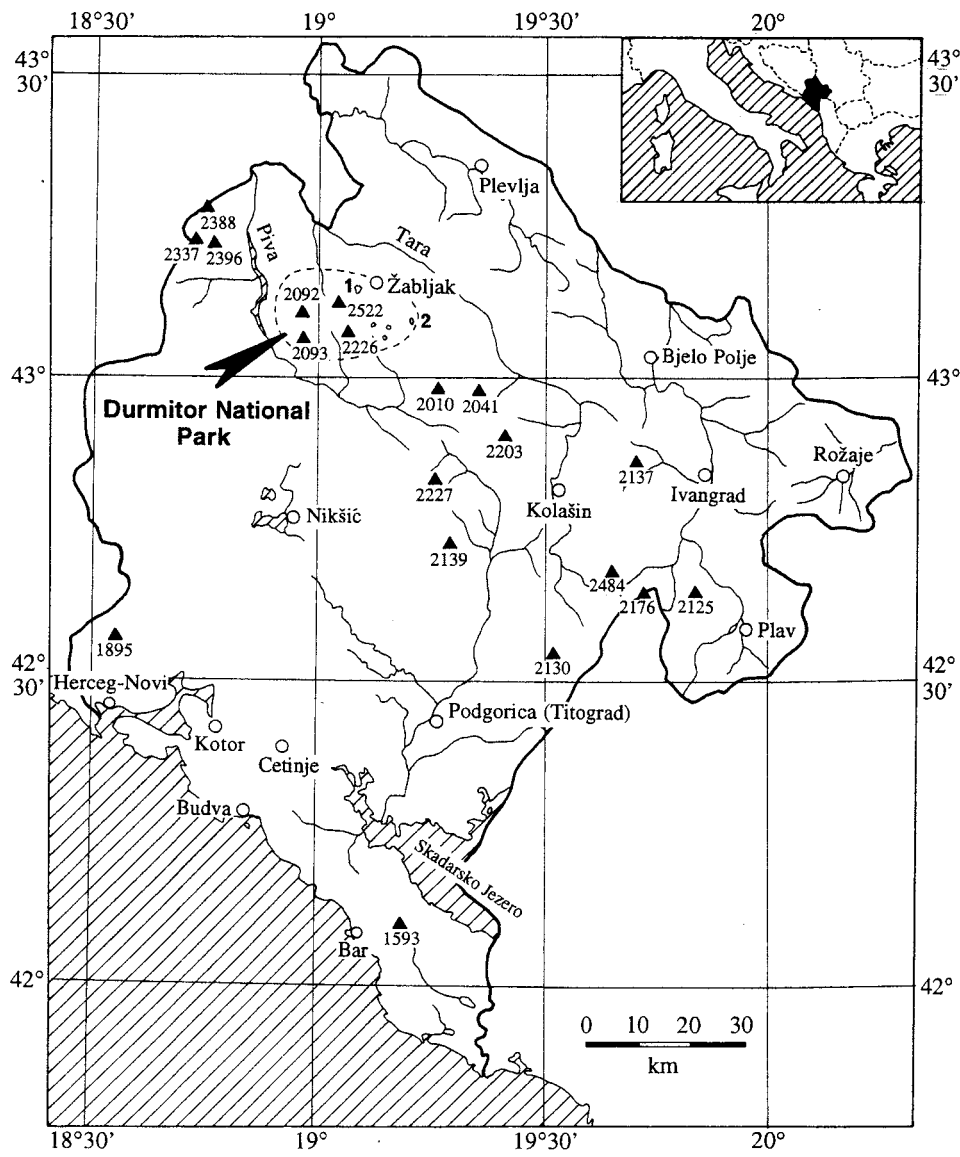 18°30'
19°
19°30'
20°
43°
30'
43°
30'
Plevlja
2388
2337
2396
Piva
Tara
1
Žabljak
2092
2522
2
2093
2226
Bjelo Polje
43°
43°
Durmitor National
Park
2010
2041
2203
Rožaje
2137
2227
Ivangrad
Kolašin
Nikšić
2139
2484
2176
2125
1895
Plav
2130
42°
30'
42°
30'
Herceg-Novi
Podgorica (Titograd)
Kotor
Cetinje
Budva
Skadarsko Jezero
1593
Bar
42°
42°
0 10 20 30
km
18°30'
19°
19°30'
20°